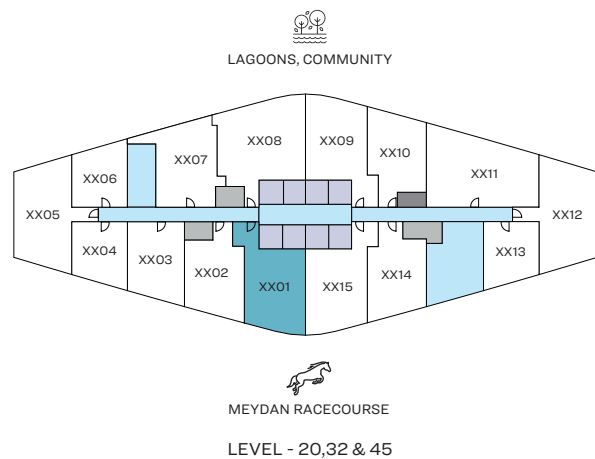 LAGOONS, COMMUNITY
XX08
XX09
XX07
XX10
XX06
XX11
XX05
XX12
XX04
XX03
XX02
XX01
XX15
XX14
XX13
MEYDAN RACECOURSE
LEVEL - 20,32 & 45